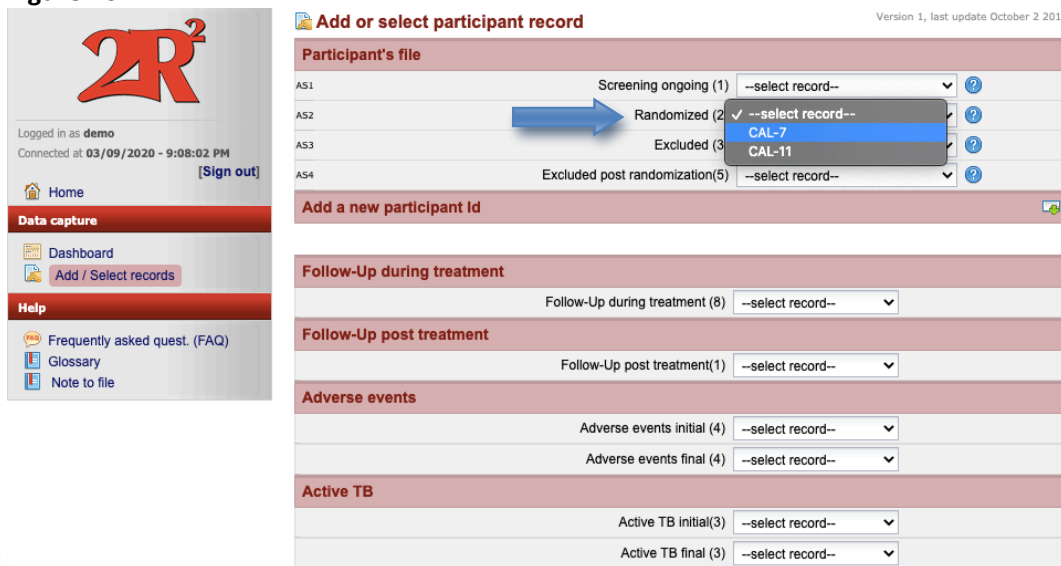 2R²
Logged in as demo
Connected at 03/09/2020 - 9:08:02 PM
[Sign out]
Home
Data capture
Dashboard
Add / Select records
Help
FAQ Frequently asked quest. (FAQ)
Glossary
Note to file
Add or select participant record
Version 1, last update October 2 201
Participant's file
AS1 Screening ongoing (1) --select record-- ?
AS2 Randomized (2 ✓ --select record-- ?
CAL-7
AS3 Excluded (3 CAL-11 ?
AS4 Excluded post randomization(5) --select record-- ?
Add a new participant Id
Follow-Up during treatment
Follow-Up during treatment (8) --select record--
Follow-Up post treatment
Follow-Up post treatment(1) --select record--
Adverse events
Adverse events initial (4) --select record--
Adverse events final (4) --select record--
Active TB
Active TB initial(3) --select record--
Active TB final (3) --select record--